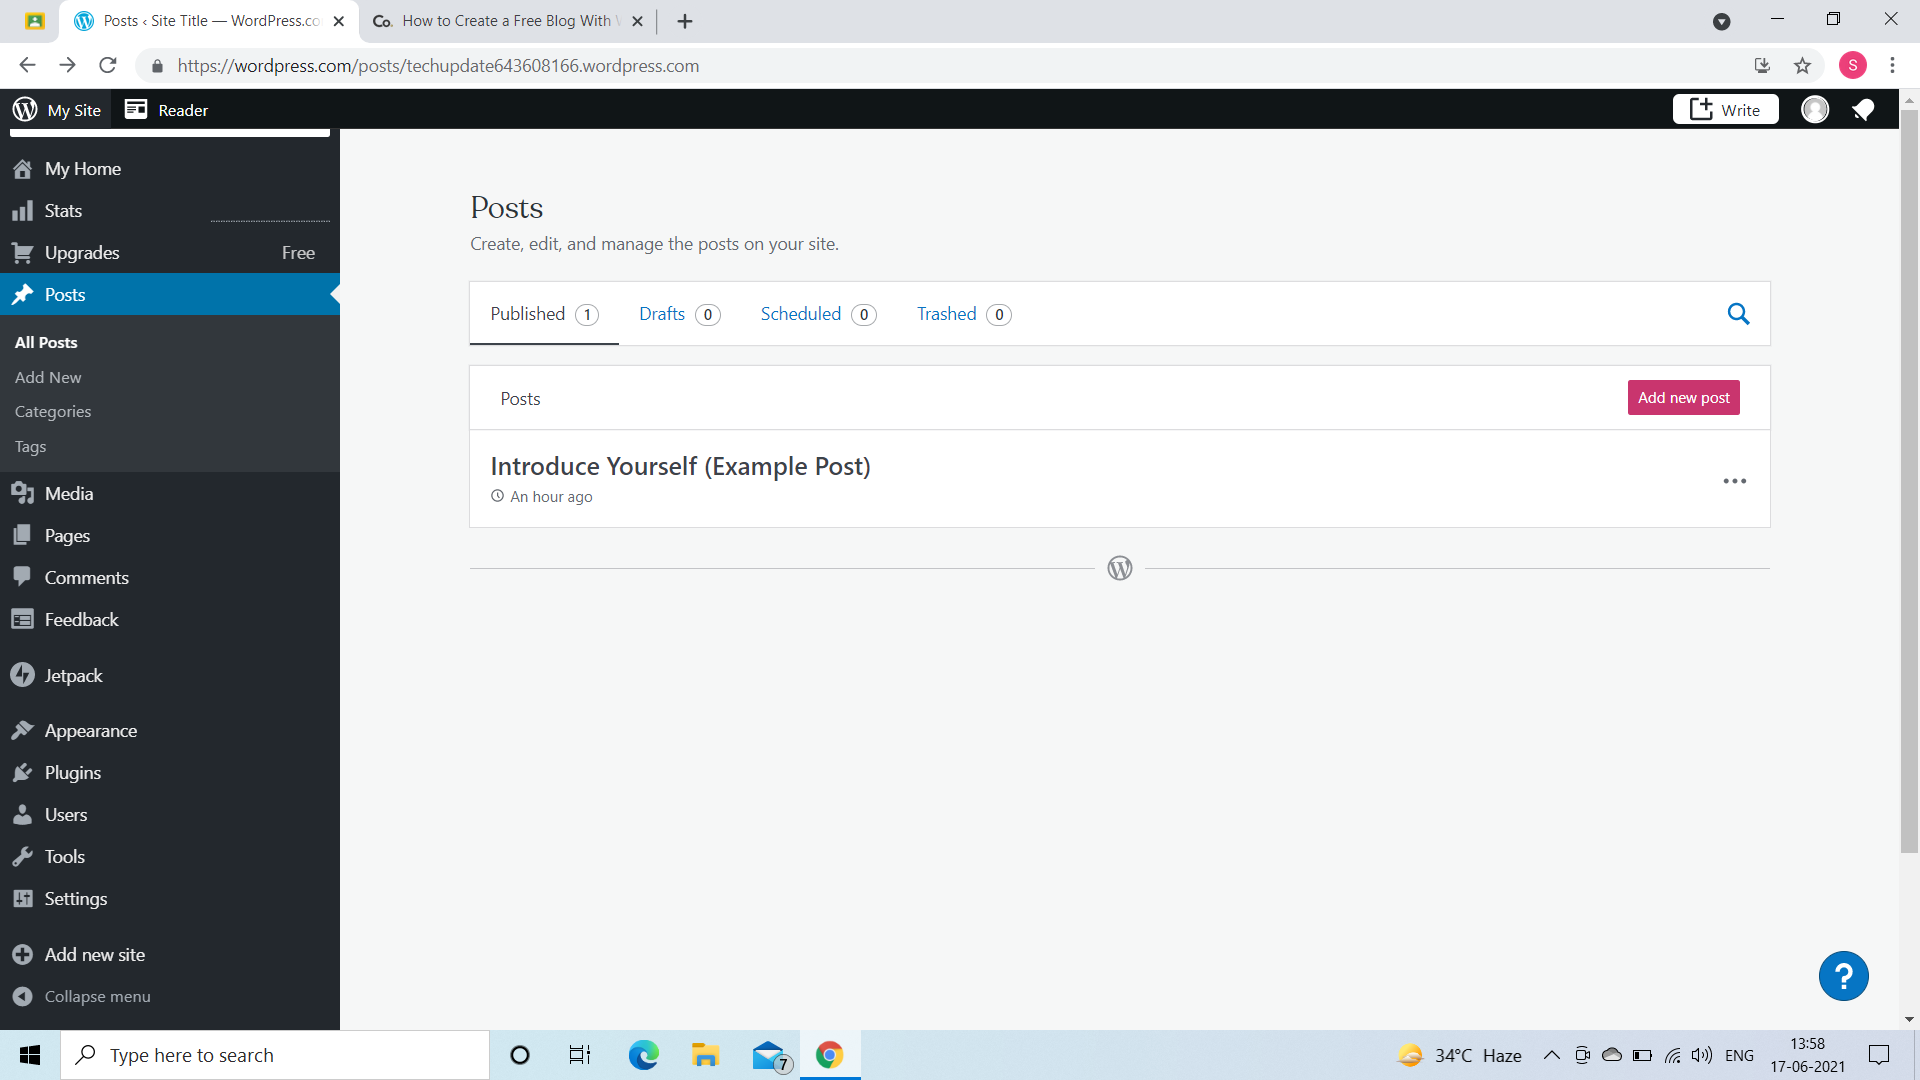 Posts ‹ Site Title — WordPress.co
Co. How to Create a Free Blog With
https://wordpress.com/posts/techupdate643608166.wordpress.com
S
My Site
Reader
Write
My Home
Stats
Upgrades Free
Posts
All Posts
Add New
Categories
Tags
Media
Pages
Comments
Feedback
Jetpack
Appearance
Plugins
Users
Tools
Settings
Add new site
Collapse menu
Posts
Create, edit, and manage the posts on your site.
Published 1 Drafts 0 Scheduled 0 Trashed 0
Posts
Add new post
Introduce Yourself (Example Post)
An hour ago
?
Type here to search
7
34°C Haze
ENG
13:58
17-06-2021